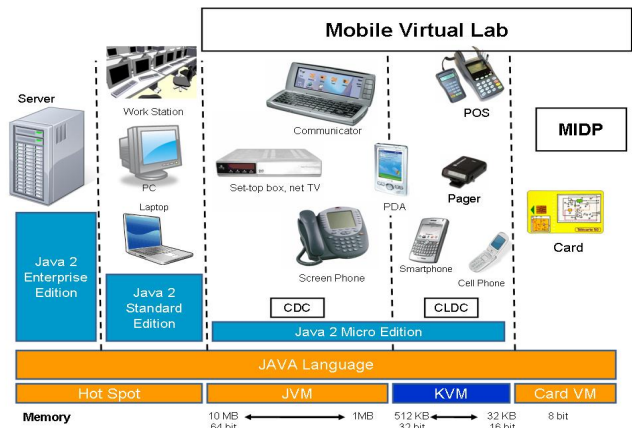 Mobile Virtual Lab
Server
Work Station
Communicator
POS
MIDP
PC
Set-top box, net TV
PDA
Pager
Laptop
Card
Java 2
Enterprise
Edition
Java 2
Standard
Edition
Screen Phone
Smartphone
Cell Phone
CDC
CLDC
Java 2 Micro Edition
JAVA Language
Hot Spot
JVM
KVM
Card VM
Memory
10 MB
64 bit
1MB
512 KB
32 bit
32 KB
16 bit
8 bit